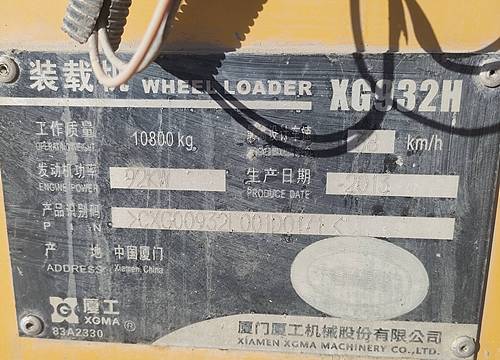 装载机 WHEEL LOADER XG932H
工作质量 10800 kg
OPERATING WEIGHT
km/h
发动机功率 92KW 生产日期
ENGINE POWER PRODUCE DATE
产品识别码
P N
产 地 中国厦门
ADDRESS Xiamen, China
厦工
XGMA ®
83A2330
厦门厦工机械股份有限公司
XIAMEN XGMA MACHINERY CO.,LTD.